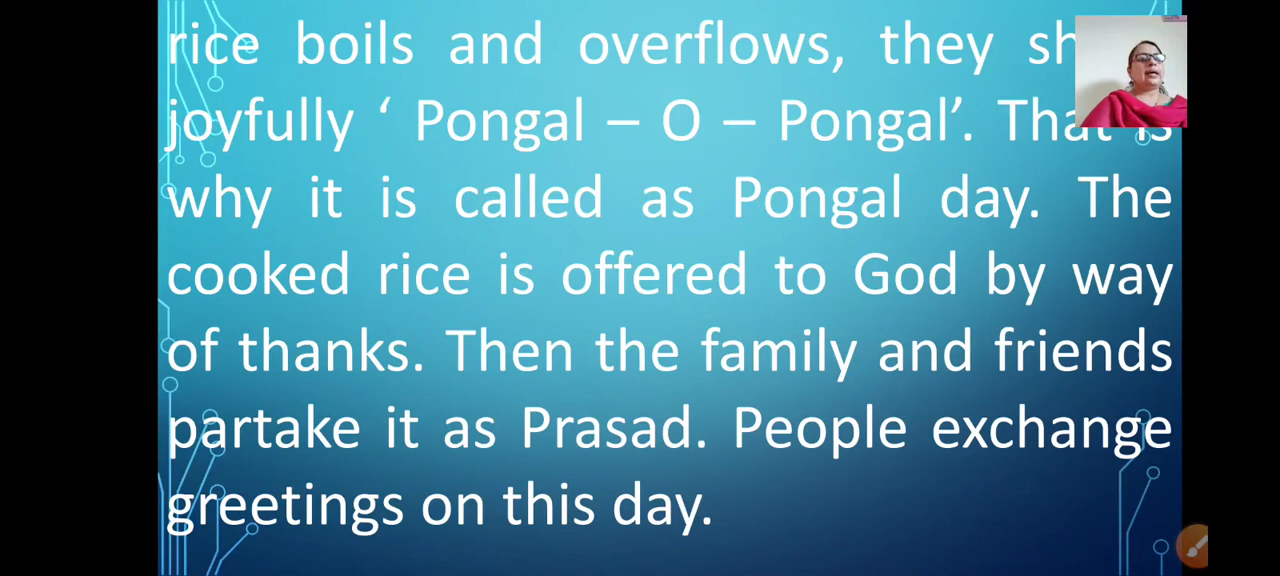 rice boils and overflows, they
joyfully ‘ Pongal – O – Pongal’. That is
why it is called as Pongal day. The
cooked rice is offered to God by way
of thanks. Then the family and friends
partake it as Prasad. People exchange
greetings on this day.